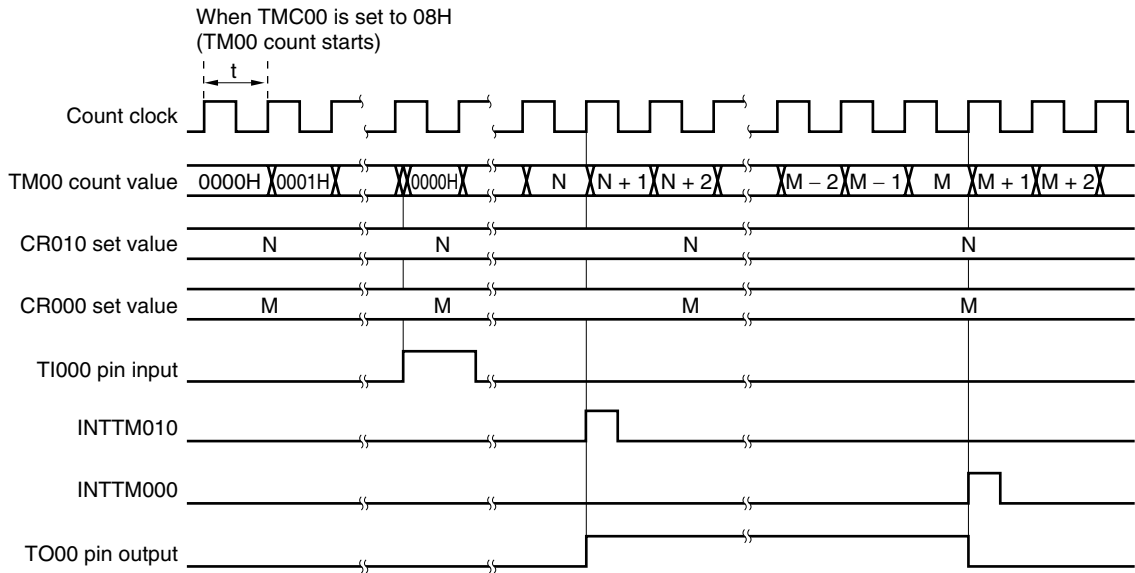 When TMC00 is set to 08H
(TM00 count starts)
t
Count clock
TM00 count value 0000H 0001H 0000H N N + 1 N + 2 M − 2 M − 1 M M + 1 M + 2
CR010 set value N N N N
CR000 set value M M M M
TI000 pin input
INTTM010
INTTM000
TO00 pin output